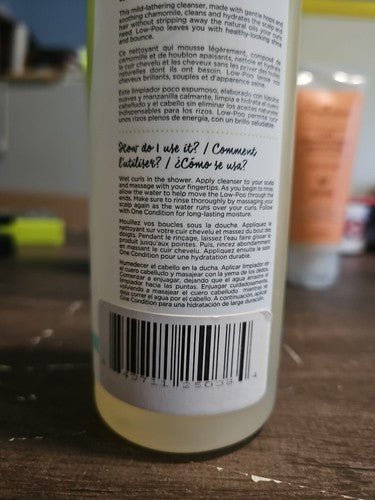 This mild-lathering cleanser, made with gentle hops and
soothing chamomile, cleans and hydrates the scalp and
hair without stripping away the natural oils your curls
need. Low-Poo leaves you with healthy-looking shine
and bounce.
Ce nettoyant qui mousse légèrement, composé de
camomille et de houblon apaisants, nettoie et hydrate
le cuir chevelu et les cheveux sans les priver des huiles
naturelles dont ils ont besoin. Low-Poo laisse les
cheveux brillants, souples et d'apparence saine.
Este limpiador poco espumoso, elaborado con lúpulos
suaves y manzanilla calmante, limpia e hidrata el cuero
cabelludo y el cabello sin eliminar los aceites naturales
indispensables para los rizos. Low-Poo permite lucir
unos rizos plenos de energía, con un brillo saludable.
How do I use it? / Comment
l'utiliser? / ¿Cómo se usa?
Wet curls in the shower. Apply cleanser to your scalp
and massage with your fingertips. As you begin to rinse,
allow the water to help move the Low-Poo through the
ends. Make sure to rinse thoroughly by massaging your
scalp again as the water runs over your curls. Follow
with One Condition for long-lasting moisture.
Mouillez vos boucles sous la douche. Appliquez le
nettoyant sur votre cuir chevelu et massez du bout des
doigts. Pendant le rinçage, laissez l'eau faire glisser le
produit jusqu'aux pointes. Puis, rincez abondamment
en massant le cuir chevelu. Appliquez ensuite le soin
One Condition pour une hydratation durable.
Humedecer el cabello en la ducha. Aplicar limpiador en
el cuero cabelludo y masajear con la yema de los dedos.
Comenzar a enjuagar, dejando que el agua arrastre el
limpiador hacia las puntas. Enjuagar cuidadosamente
volviendo a masajear el cuero cabelludo mientras se
deja correr el agua por el cabello. A continuación aplicar
One Condition para una hidratación de larga duración.